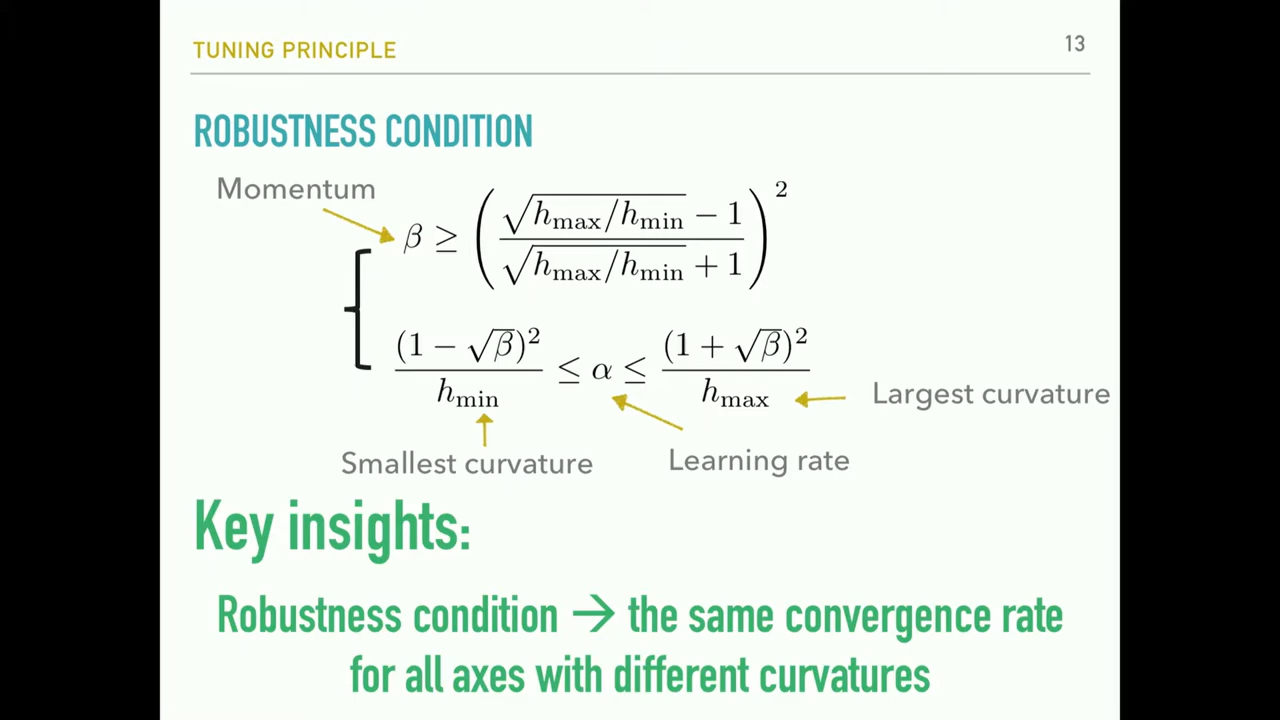 TUNING PRINCIPLE
13
ROBUSTNESS CONDITION
Momentum
β ≥ ( (√(h_max/h_min) − 1) / (√(h_max/h_min) + 1) )²
(1 − √β)² / h_min ≤ α ≤ (1 + √β)² / h_max
Largest curvature
Smallest curvature
Learning rate
Key insights:
Robustness condition → the same convergence rate
for all axes with different curvatures